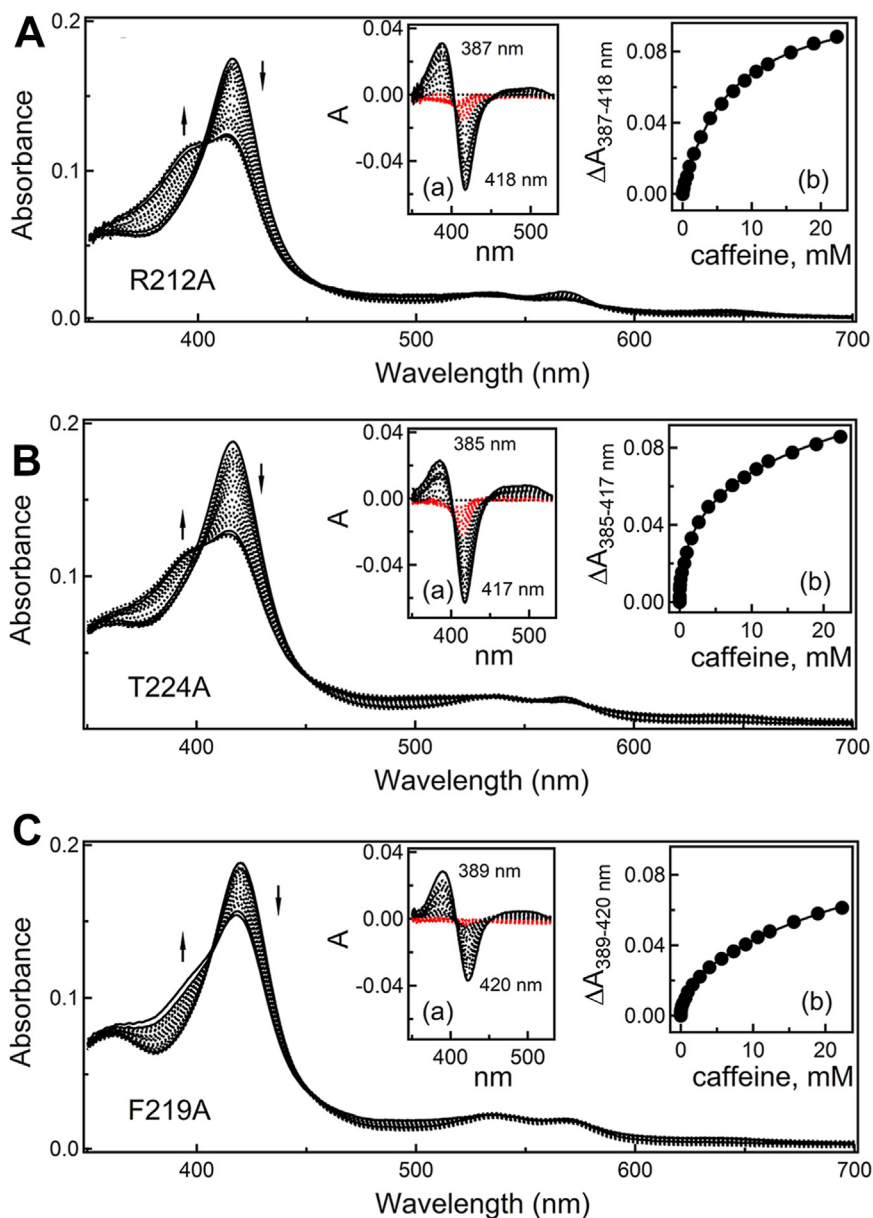 A
0.2
0.1
0.0
Absorbance
R212A
400
500
600
700
Wavelength (nm)
0.04
0.00
-0.04
A
387 nm
418 nm
(a)
400
500
nm
ΔA387-418 nm
0.08
0.04
0.00
(b)
0
10
20
caffeine, mM
B
0.2
0.1
0.0
Absorbance
T224A
400
500
600
700
Wavelength (nm)
0.04
0.00
-0.04
A
385 nm
417 nm
(a)
400
500
nm
ΔA385-417 nm
0.08
0.04
0.00
(b)
0
10
20
caffeine, mM
C
0.2
0.1
0.0
Absorbance
F219A
400
500
600
700
Wavelength (nm)
0.04
0.00
-0.04
A
389 nm
420 nm
(a)
400
500
nm
ΔA389-420 nm
0.08
0.04
0.00
(b)
0
10
20
caffeine, mM